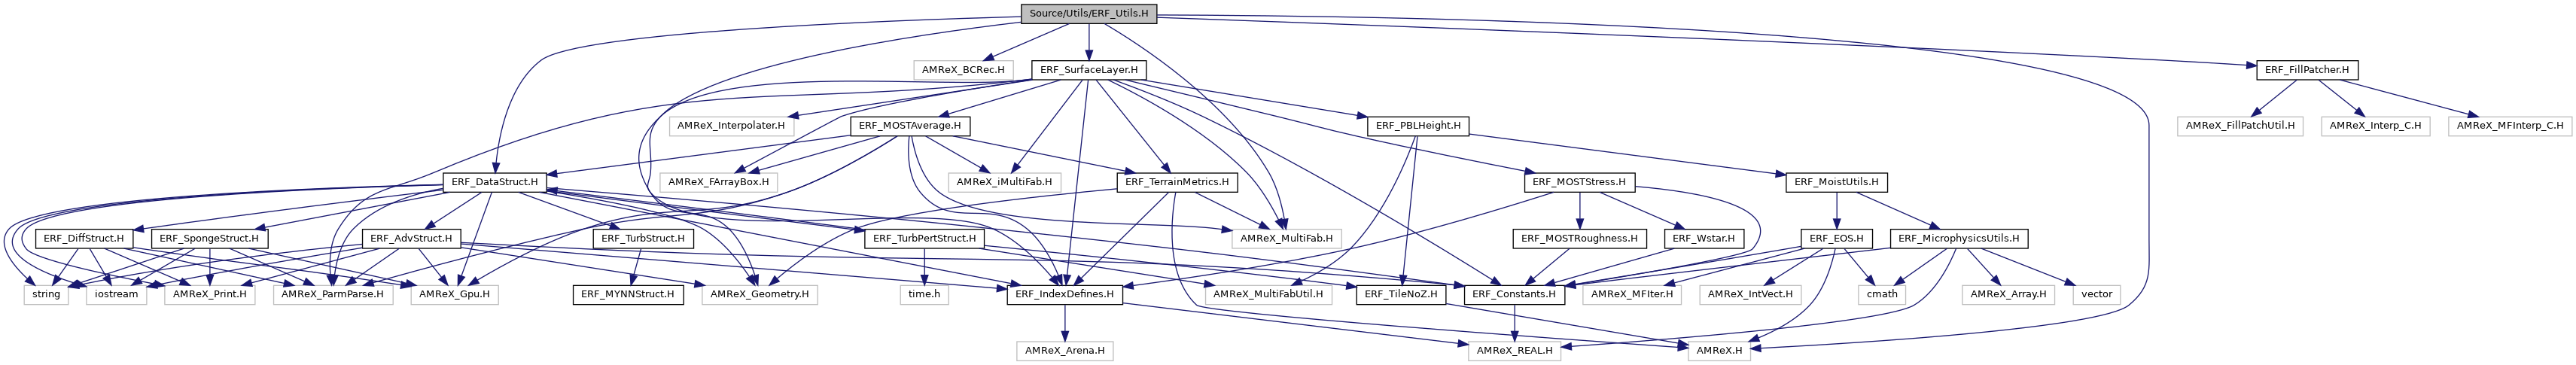 Source/Utils/ERF_Utils.H
AMReX_BCRec.H
ERF_SurfaceLayer.H
ERF_FillPatcher.H
AMReX_Interpolater.H
ERF_MOSTAverage.H
ERF_PBLHeight.H
AMReX_FillPatchUtil.H
AMReX_Interp_C.H
AMReX_MFInterp_C.H
ERF_DataStruct.H
AMReX_FArrayBox.H
AMReX_iMultiFab.H
ERF_TerrainMetrics.H
ERF_MOSTStress.H
ERF_MoistUtils.H
ERF_DiffStruct.H
ERF_SpongeStruct.H
ERF_AdvStruct.H
ERF_TurbStruct.H
ERF_TurbPertStruct.H
AMReX_MultiFab.H
ERF_MOSTRoughness.H
ERF_Wstar.H
ERF_EOS.H
ERF_MicrophysicsUtils.H
string
iostream
AMReX_Print.H
AMReX_ParmParse.H
AMReX_Gpu.H
ERF_MYNNStruct.H
AMReX_Geometry.H
time.h
ERF_IndexDefines.H
AMReX_MultiFabUtil.H
ERF_TileNoZ.H
ERF_Constants.H
AMReX_MFIter.H
AMReX_IntVect.H
cmath
AMReX_Array.H
vector
AMReX_Arena.H
AMReX_REAL.H
AMReX.H